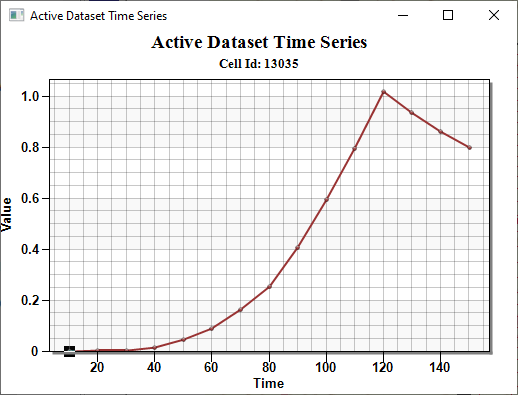 Active Dataset Time Series
Active Dataset Time Series
Cell Id: 13035
1.0
0.8
0.6
0.4
0.2
0
Value
20 40 60 80 100 120 140
Time